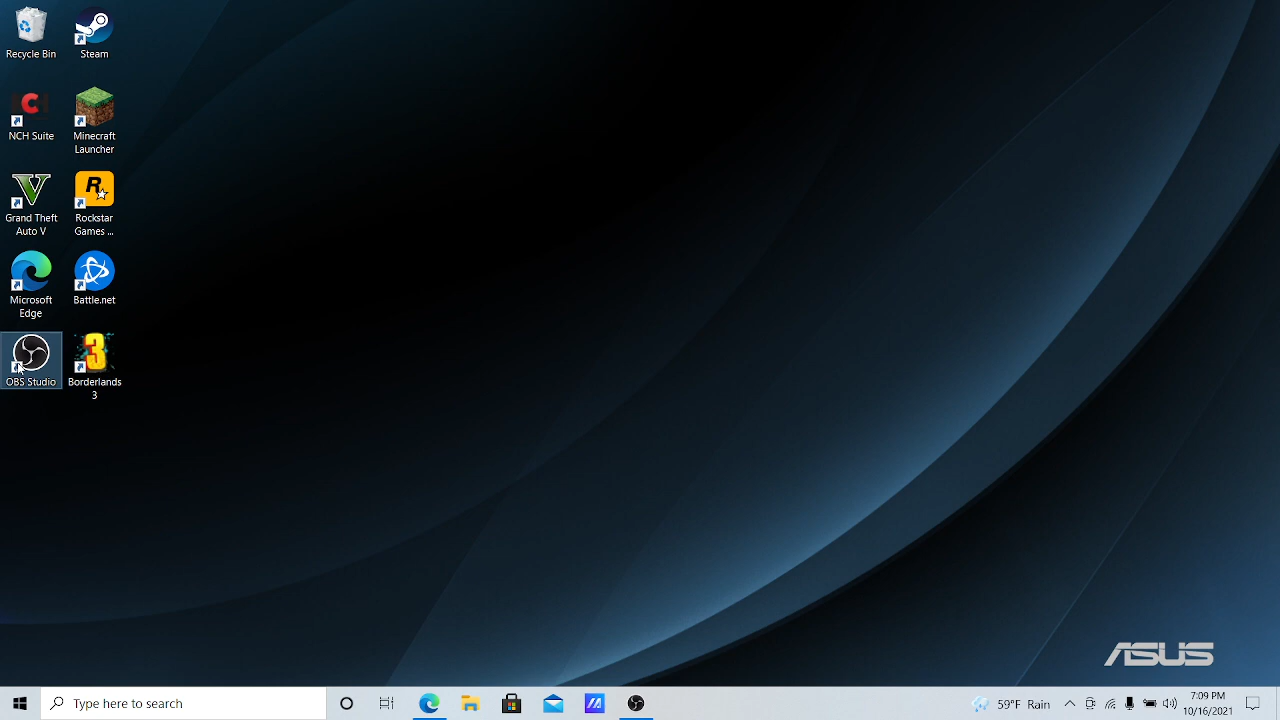 Recycle Bin
Steam
NCH Suite
Minecraft
Launcher
Grand Theft
Auto V
Rockstar
Games ...
Microsoft
Edge
Battle.net
OBS Studio
Borderlands
3
ASUS
Type here to search
59°F Rain
7:09 PM
10/16/2021